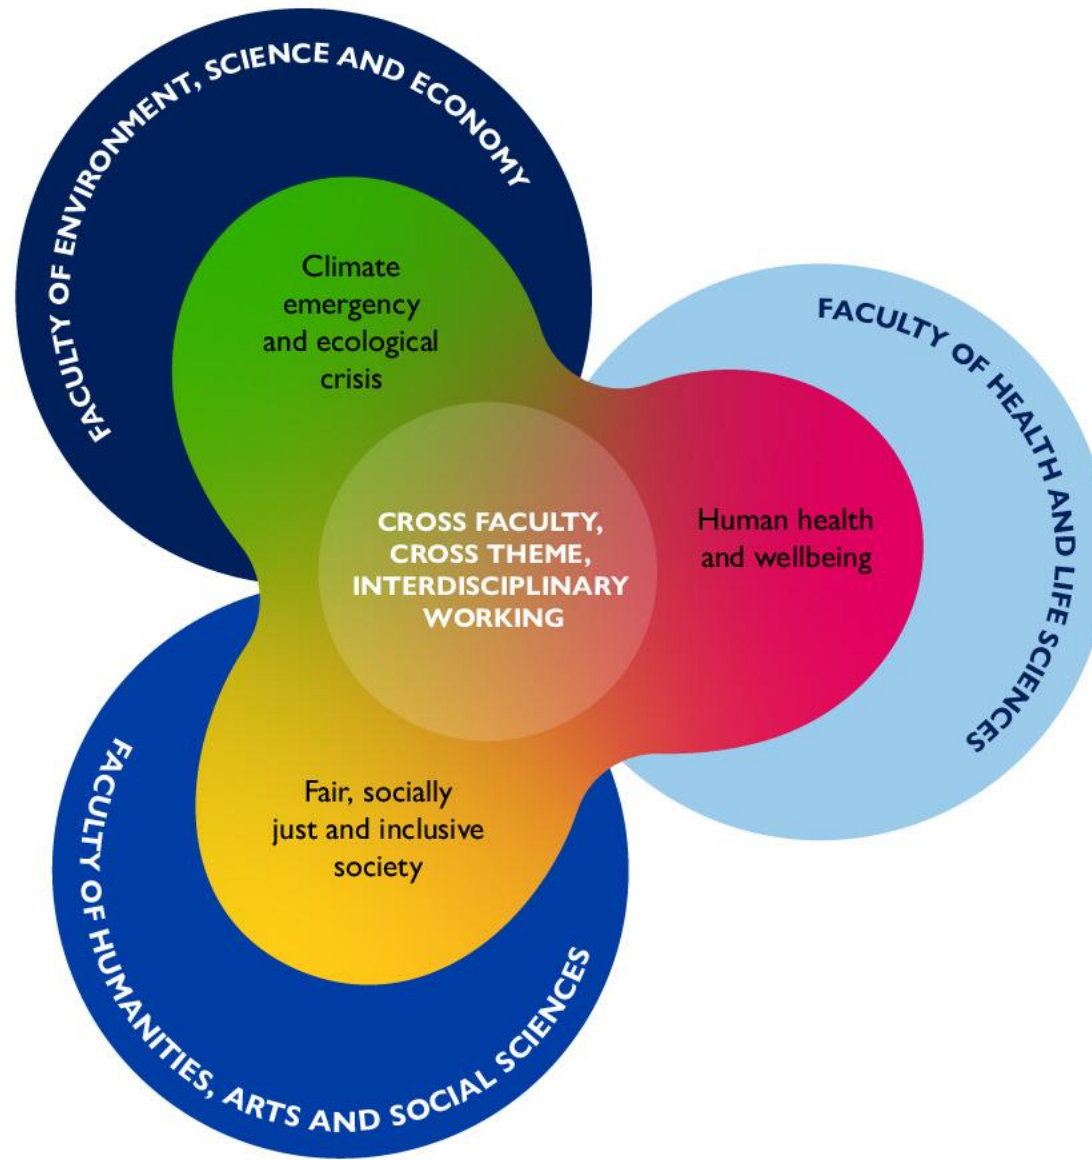 FACULTY OF ENVIRONMENT, SCIENCE AND ECONOMY
Climate
emergency
and ecological
crisis
FACULTY OF HEALTH AND LIFE SCIENCES
Human health
and wellbeing
CROSS FACULTY,
CROSS THEME,
INTERDISCIPLINARY
WORKING
Fair, socially
just and inclusive
society
FACULTY OF HUMANITIES, ARTS AND SOCIAL SCIENCES